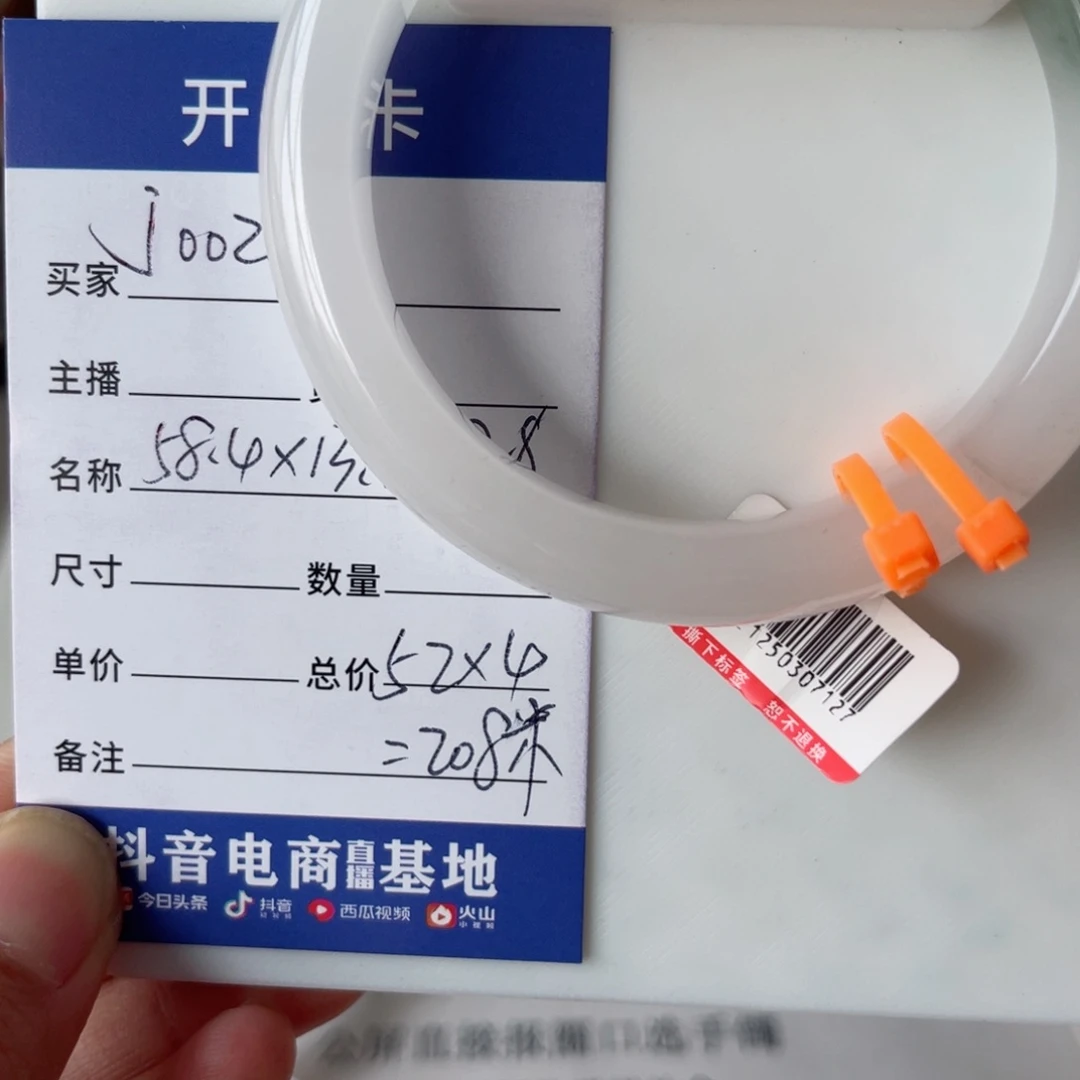 开 卡
买家 j002
主播
名称 58.4×1
尺寸 数量
单价 总价 52×4
备注 =208米
抖音电商直播基地
今日头条 抖音 西瓜视频 火山
1250307127
撕下标签 恕不退换